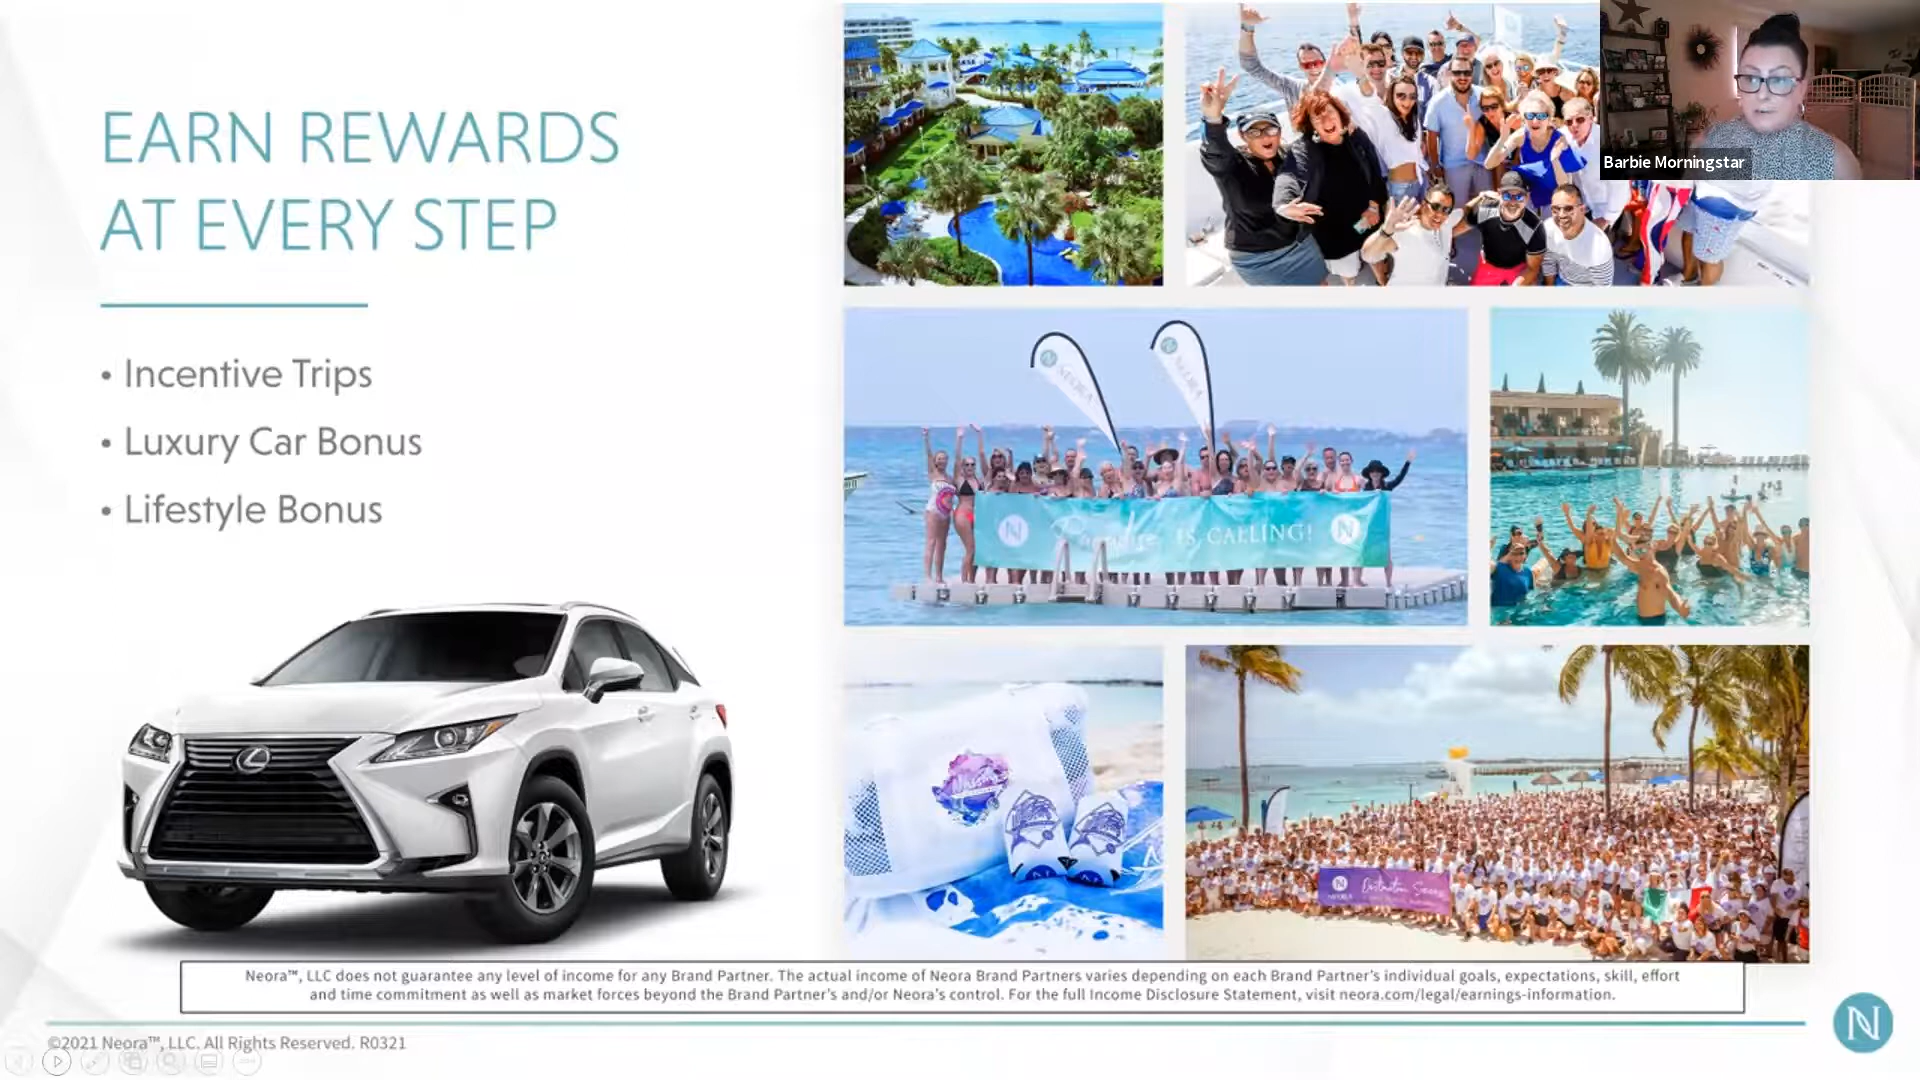 EARN REWARDS
AT EVERY STEP
• Incentive Trips
• Luxury Car Bonus
• Lifestyle Bonus
Barbie Morningstar
NEORA
NEORA
N Paradise IS CALLING! N
N
NEORA
Neora™, LLC does not guarantee any level of income for any Brand Partner. The actual income of Neora Brand Partners varies depending on each Brand Partner's individual goals, expectations, skill, effort
and time commitment as well as market forces beyond the Brand Partner's and/or Neora's control. For the full Income Disclosure Statement, visit neora.com/legal/earnings-information.
©2021 Neora™, LLC. All Rights Reserved. R0321
N